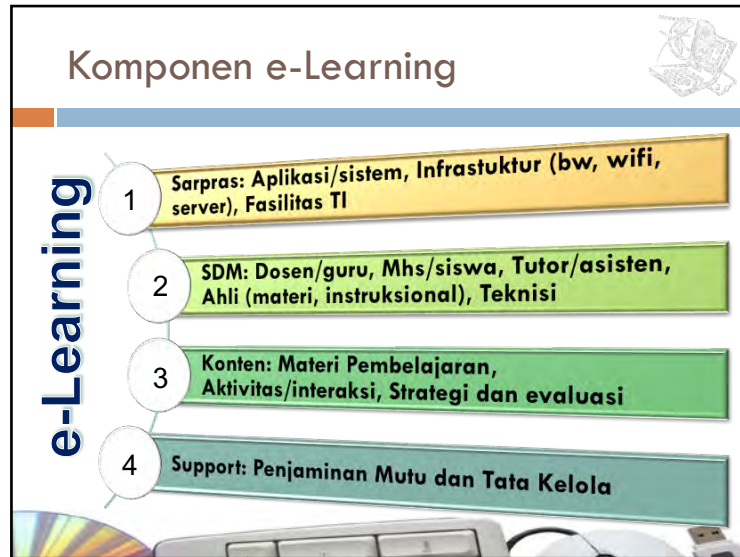 Komponen e-Learning
e-Learning
1
Sarpras: Aplikasi/sistem, Infrastuktur (bw, wifi,
server), Fasilitas TI
2
SDM: Dosen/guru, Mhs/siswa, Tutor/asisten,
Ahli (materi, instruksional), Teknisi
3
Konten: Materi Pembelajaran,
Aktivitas/interaksi, Strategi dan evaluasi
4
Support: Penjaminan Mutu dan Tata Kelola